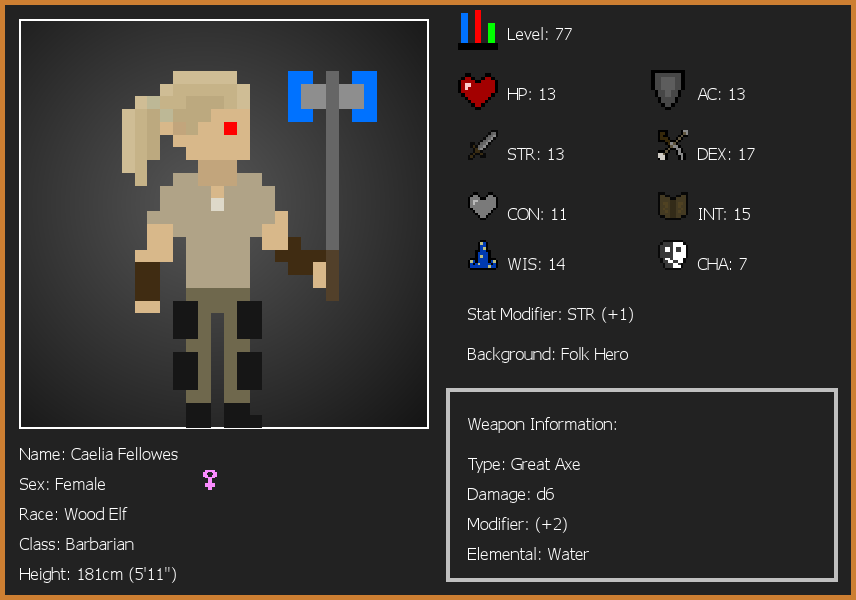 Level: 77
HP: 13
AC: 13
STR: 13
DEX: 17
CON: 11
INT: 15
WIS: 14
CHA: 7
Stat Modifier: STR (+1)
Background: Folk Hero
Weapon Information:
Type: Great Axe
Damage: d6
Modifier: (+2)
Elemental: Water
Name: Caelia Fellowes
Sex: Female
Race: Wood Elf
Class: Barbarian
Height: 181cm (5'11")